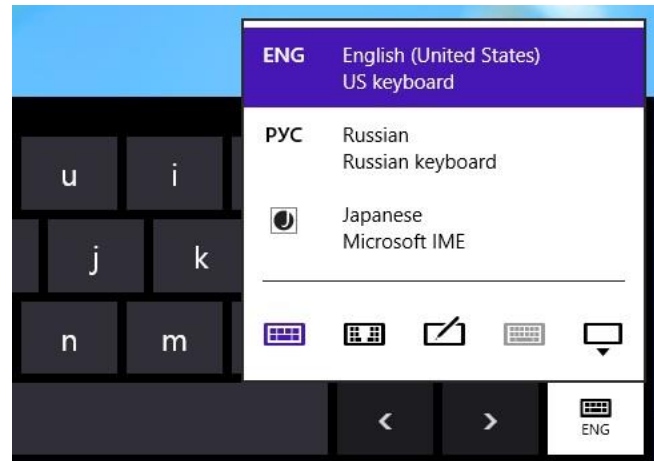 ENG English (United States)
US keyboard
РУС Russian
Russian keyboard
Japanese
Microsoft IME
u i
j k
n m
< >
ENG